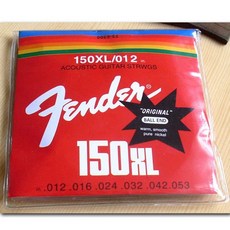 150XL/012
ACOUSTIC GUITAR STRINGS
Fender
"ORIGINAL"
BALL END
warm, smooth
pure nickel
150XL
.012 .016 .024 .032 .042 .053